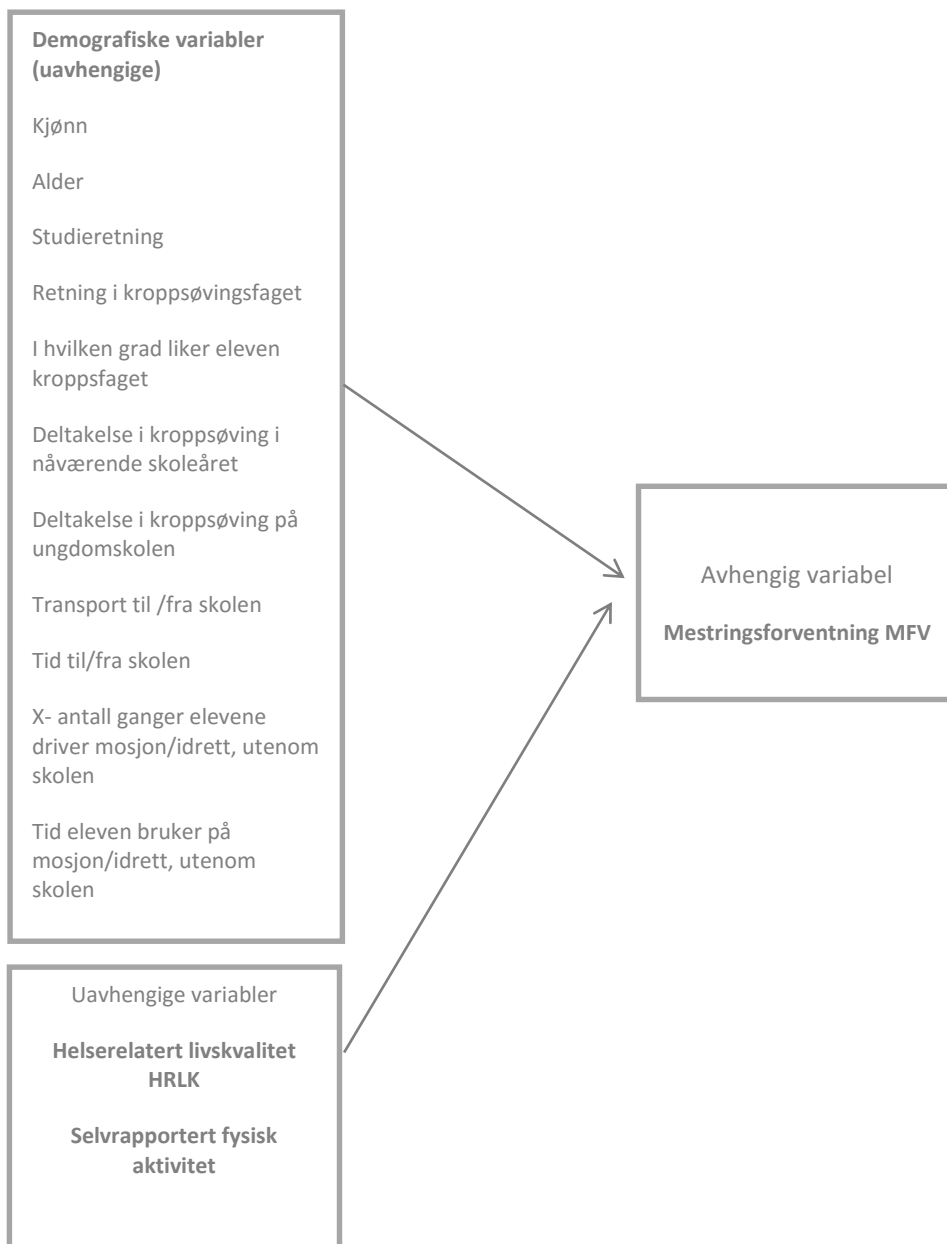 Demografiske variabler
(uavhengige)
Kjønn
Alder
Studieretning
Retning i kroppsøvingsfaget
I hvilken grad liker eleven
kroppsfaget
Deltakelse i kroppsøving i
nåværende skoleåret
Deltakelse i kroppsøving på
ungdomskolen
Transport til /fra skolen
Tid til/fra skolen
X- antall ganger elevene
driver mosjon/idrett, utenom
skolen
Tid eleven bruker på
mosjon/idrett, utenom
skolen
Avhengig variabel
Mestringsforventning MFV
Uavhengige variabler
Helserelatert livskvalitet
HRLK
Selvrapportert fysisk
aktivitet